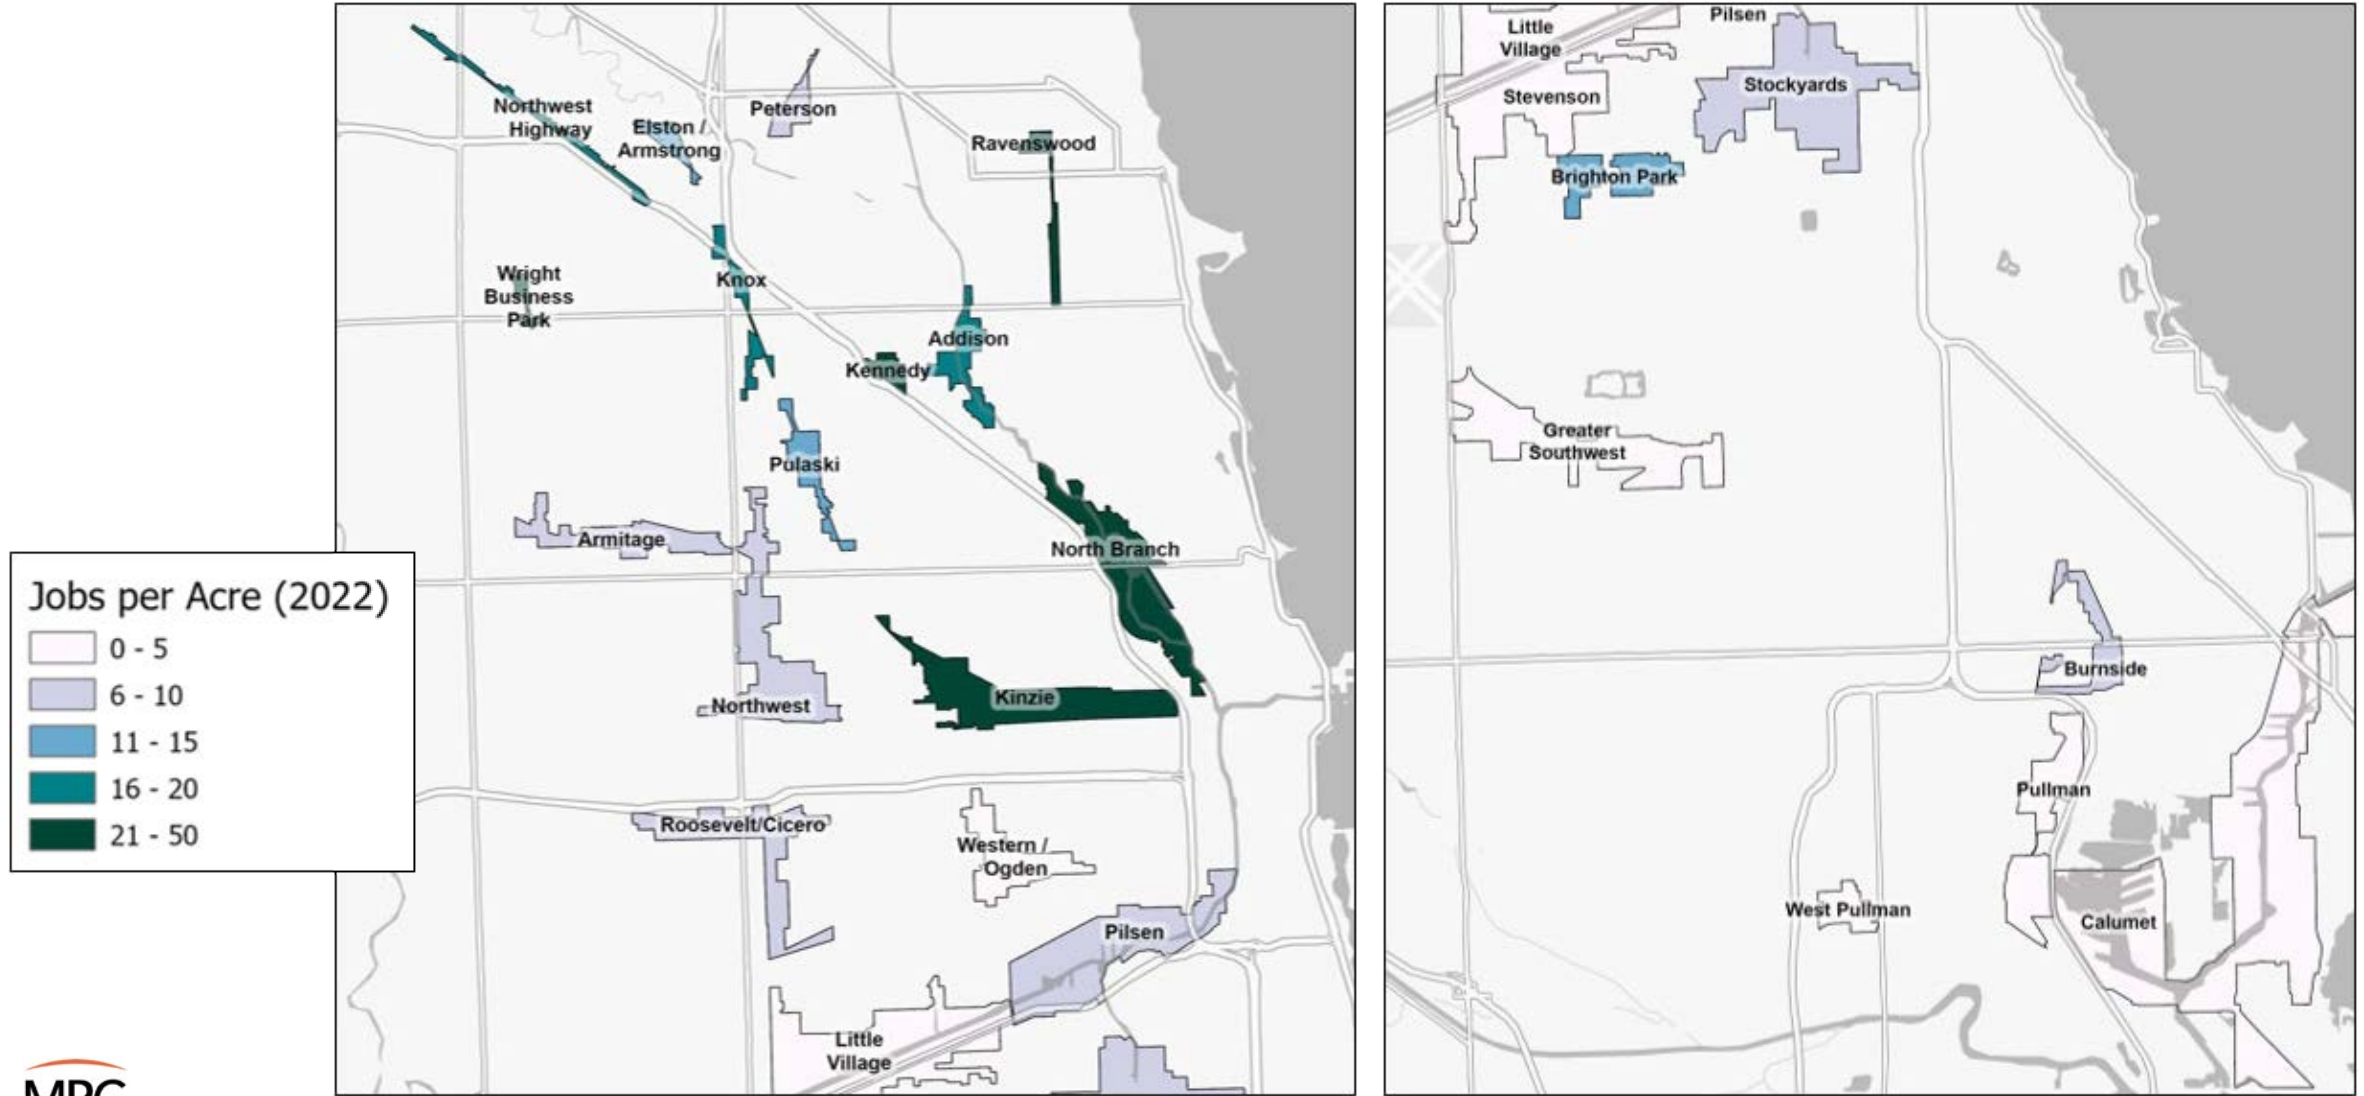 Northwest
Highway
Elston /
Armstrong
Peterson
Ravenswood
Wright
Business
Park
Knox
Addison
Kennedy
Pulaski
Armitage
North Branch
Northwest
Kinzie
Roosevelt/Cicero
Western /
Ogden
Pilsen
Little
Village
Jobs per Acre (2022)
0 - 5
6 - 10
11 - 15
16 - 20
21 - 50
Pilsen
Little
Village
Stockyards
Stevenson
Brighton Park
Greater
Southwest
Burnside
Pullman
West Pullman
Calumet
MPC